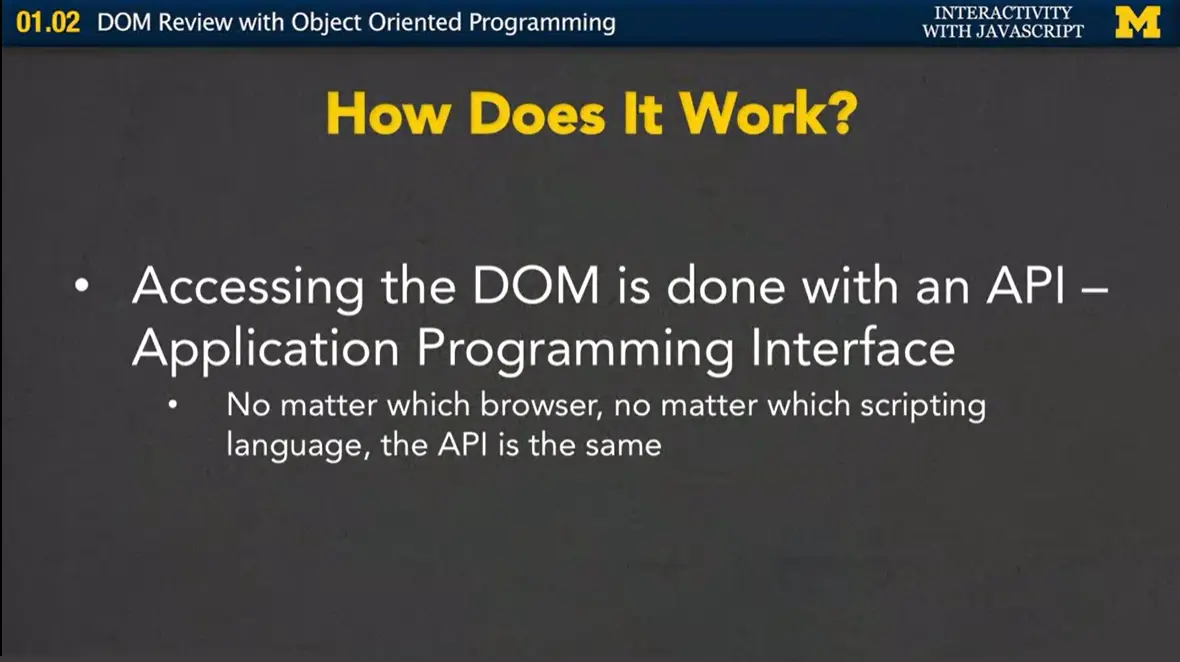 01.02 DOM Review with Object Oriented Programming
INTERACTIVITY
WITH JAVASCRIPT
M
How Does It Work?
• Accessing the DOM is done with an API –
Application Programming Interface
• No matter which browser, no matter which scripting
language, the API is the same